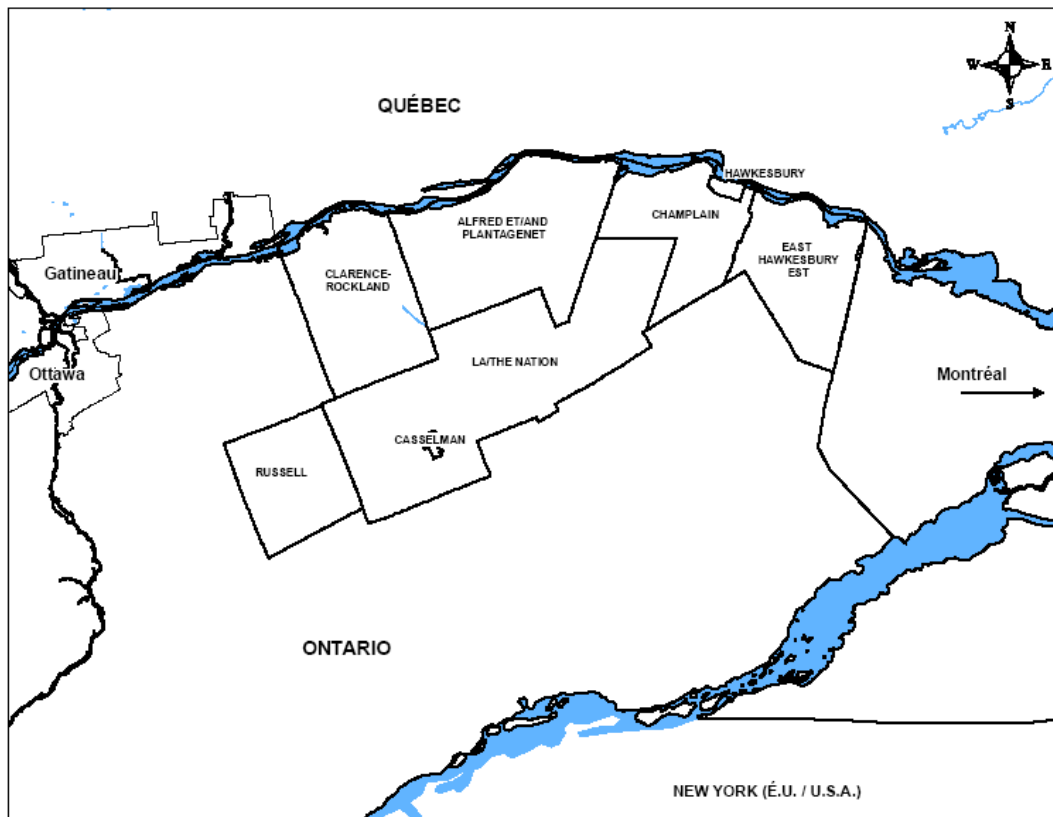 N
W E
S
QUÉBEC
HAWKESBURY
CHAMPLAIN
ALFRED ET/AND
PLANTAGENET
EAST
HAWKESBURY
EST
Gatineau
CLARENCE-
ROCKLAND
LA/THE NATION
Ottawa
Montréal
CASSELMAN
RUSSELL
ONTARIO
NEW YORK (É.U. / U.S.A.)